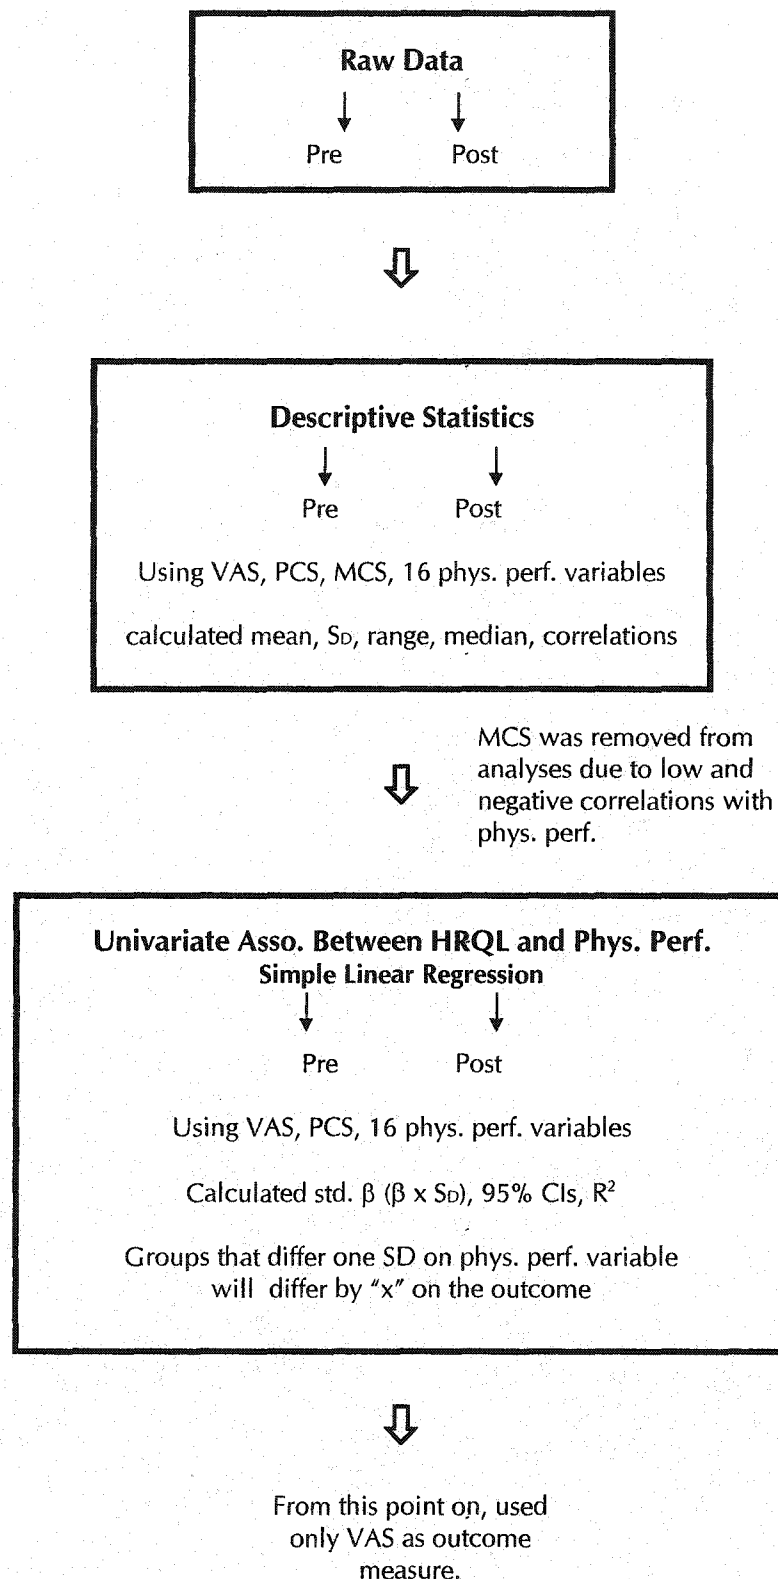 Raw Data
Pre Post
Descriptive Statistics
Pre Post
Using VAS, PCS, MCS, 16 phys. perf. variables
calculated mean, SD, range, median, correlations
MCS was removed from
analyses due to low and
negative correlations with
phys. perf.
Univariate Asso. Between HRQL and Phys. Perf.
Simple Linear Regression
Pre Post
Using VAS, PCS, 16 phys. perf. variables
Calculated std. β (β x SD), 95% CIs, R²
Groups that differ one SD on phys. perf. variable
will differ by "x" on the outcome
From this point on, used
only VAS as outcome
measure.